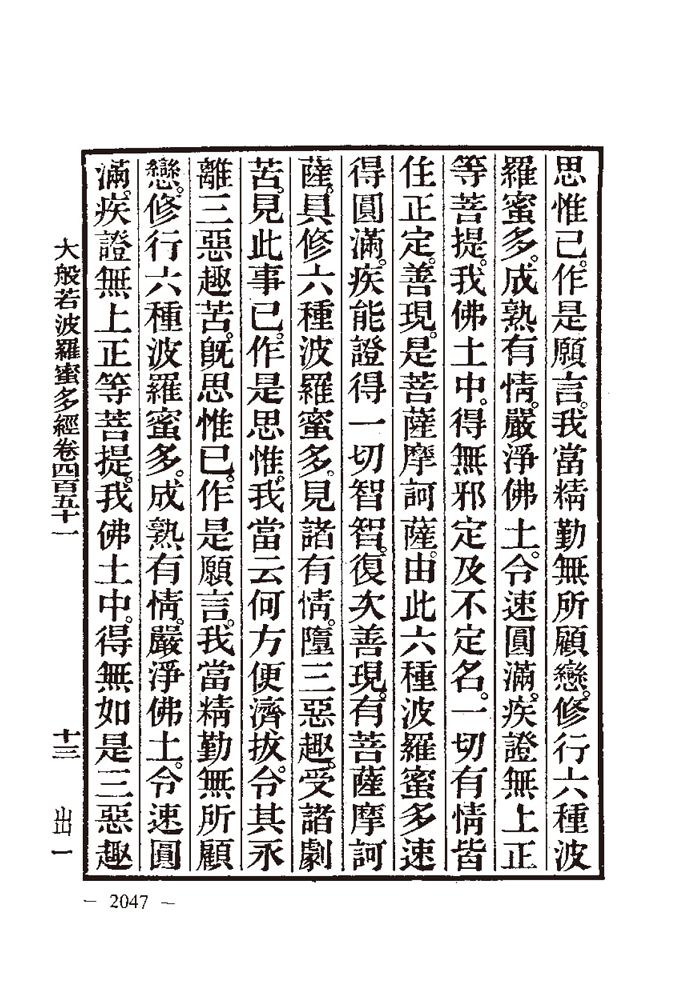 思惟已。作是願言。我當精勤無所顧戀。修行六種波
羅蜜多。成熟有情。嚴淨佛土。令速圓滿。疾證無上正
等菩提。我佛土中。得無邪定及不定名。一切有情皆
住正定。善現。是菩薩摩訶薩。由此六種波羅蜜多速
得圓滿。疾能證得一切智智。復次善現。有菩薩摩訶
薩。具修六種波羅蜜多。見諸有情。墮三惡趣。受諸劇
苦。見此事已。作是思惟。我當云何方便濟拔。令其永
離三惡趣苦。既思惟已。作是願言。我當精勤無所顧
戀。修行六種波羅蜜多。成熟有情。嚴淨佛土。令速圓
滿。疾證無上正等菩提。我佛土中。得無如是三惡趣
大般若波羅蜜多經卷四百五十一 十三 出一
— 2047 —